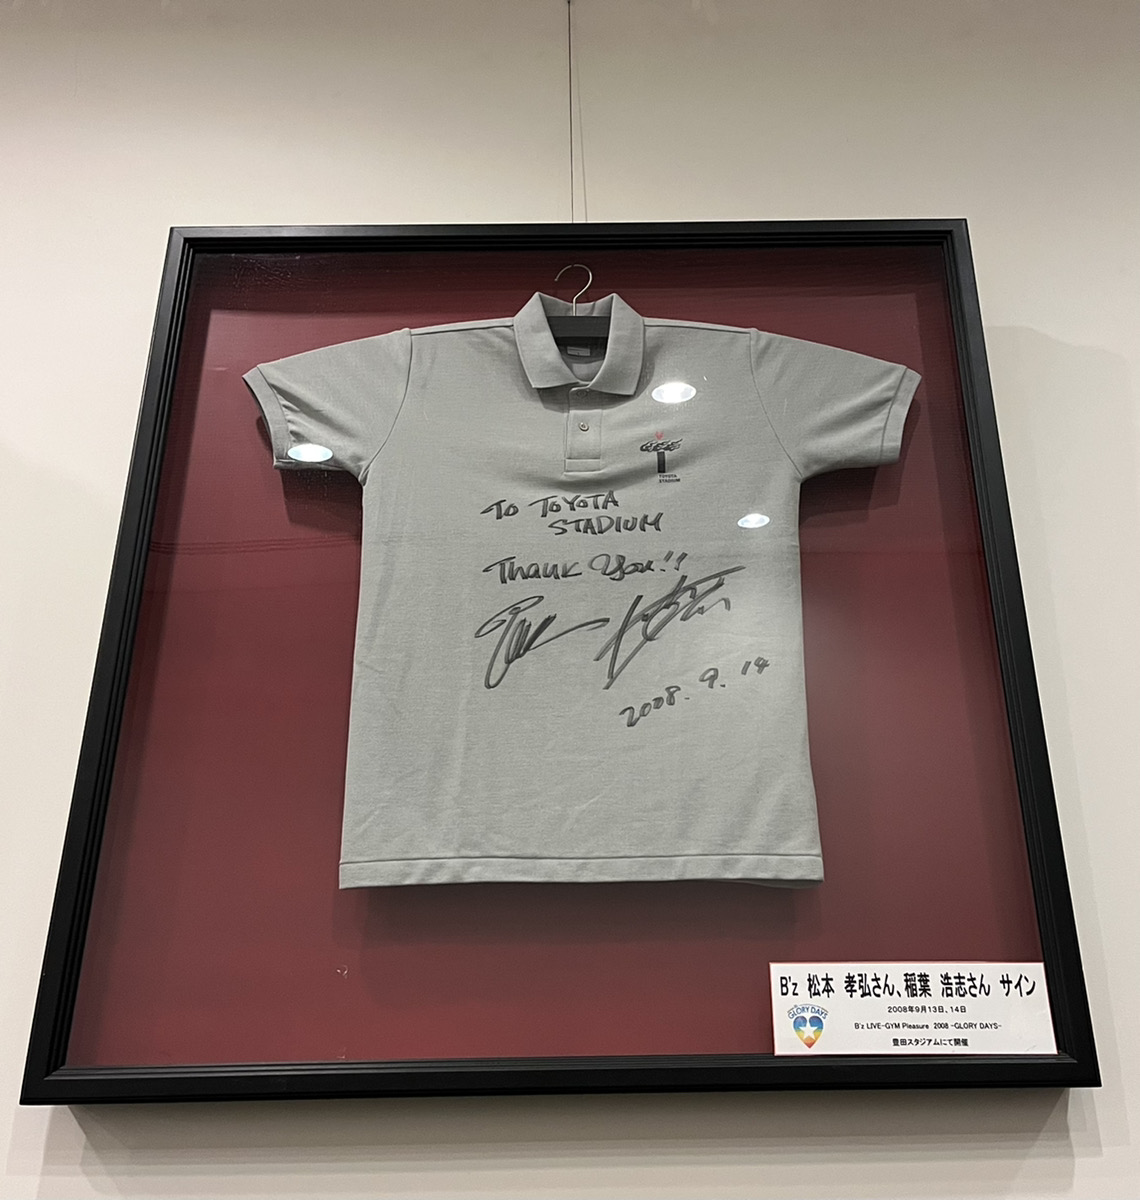 TOYOTA
STADIUM
TO TOYOTA
STADIUM
Thank You!!
2008.9.14
B'z 松本 孝弘さん、稲葉 浩志さん サイン
2008年9月13日、14日
GLORY DAYS
B'z LIVE-GYM Pleasure 2008 -GLORY DAYS-
豊田スタジアムにて開催